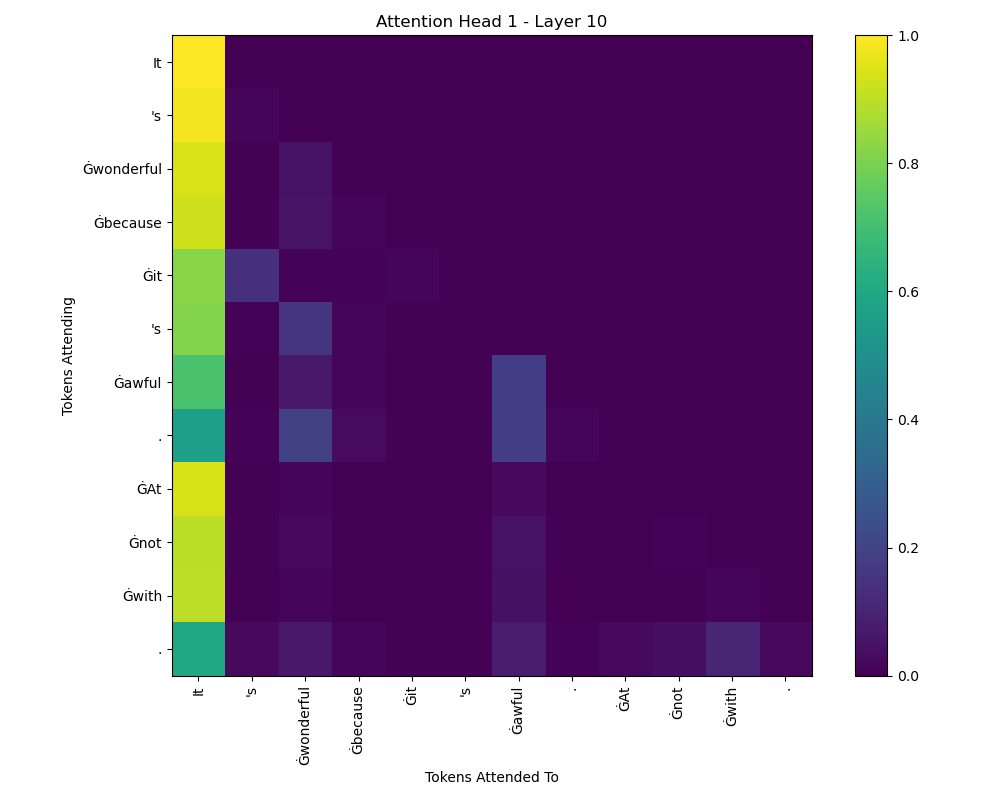 Attention Head 1 - Layer 10
It
's
Ġwonderful
Ġbecause
Ġit
's
Ġawful
.
ĠAt
Ġnot
Ġwith
.
Tokens Attending
It
's
Ġwonderful
Ġbecause
Ġit
's
Ġawful
.
ĠAt
Ġnot
Ġwith
.
Tokens Attended To
1.0
0.8
0.6
0.4
0.2
0.0